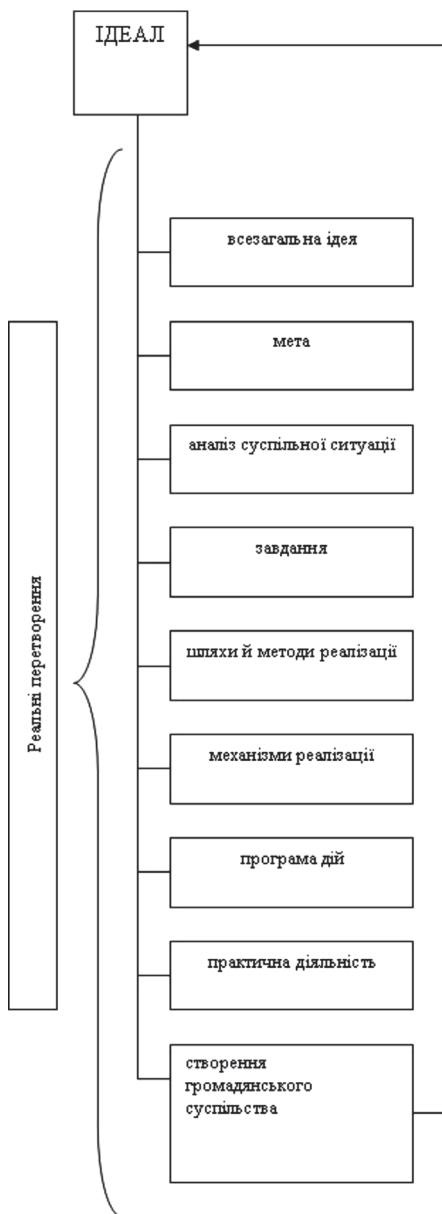 ІДЕАЛ
всезагальна ідея
мета
аналіз суспільної ситуації
завдання
шляхи й методи реалізації
механізми реалізації
програма дій
практична діяльність
створення
громадянського
суспільства
Реальні перетворення